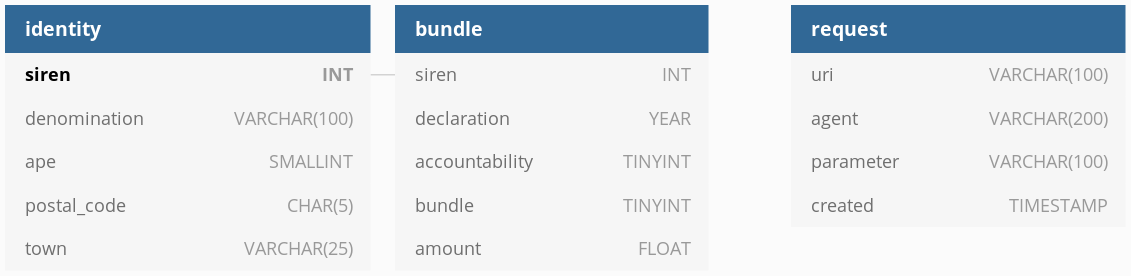 identity
siren INT
denomination VARCHAR(100)
ape SMALLINT
postal_code CHAR(5)
town VARCHAR(25)
bundle
siren INT
declaration YEAR
accountability TINYINT
bundle TINYINT
amount FLOAT
request
uri VARCHAR(100)
agent VARCHAR(200)
parameter VARCHAR(100)
created TIMESTAMP